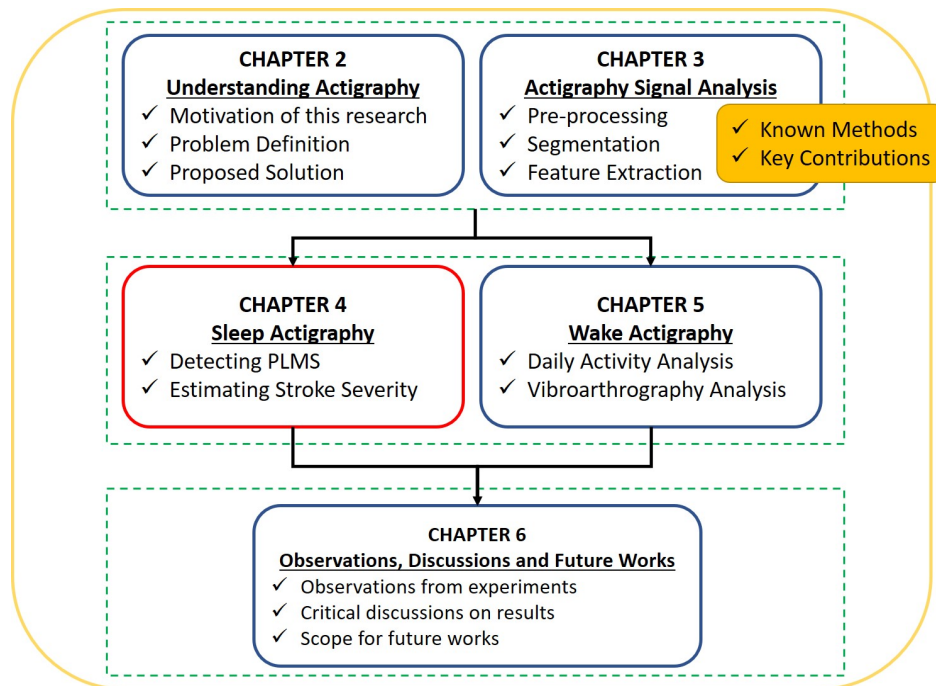 CHAPTER 2
Understanding Actigraphy
✓ Motivation of this research
✓ Problem Definition
✓ Proposed Solution
CHAPTER 3
Actigraphy Signal Analysis
✓ Pre-processing
✓ Segmentation
✓ Feature Extraction
✓ Known Methods
✓ Key Contributions
CHAPTER 4
Sleep Actigraphy
✓ Detecting PLMS
✓ Estimating Stroke Severity
CHAPTER 5
Wake Actigraphy
✓ Daily Activity Analysis
✓ Vibroarthrography Analysis
CHAPTER 6
Observations, Discussions and Future Works
✓ Observations from experiments
✓ Critical discussions on results
✓ Scope for future works